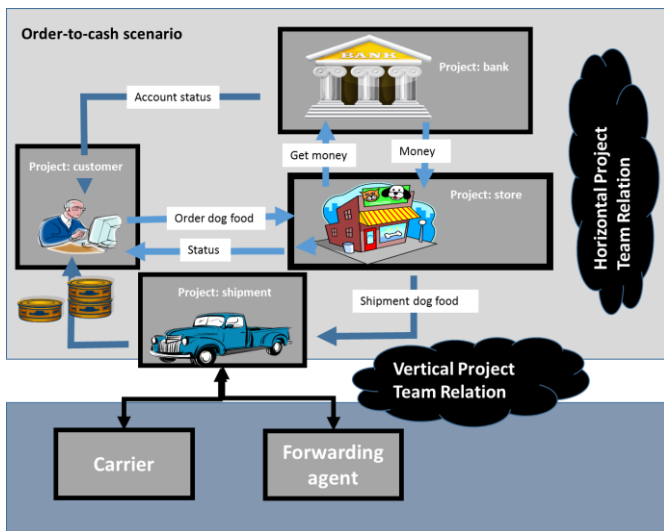 Order-to-cash scenario
BANK
Project: bank
Account status
Get money
Money
Project: customer
Project: store
Order dog food
Status
Project: shipment
Shipment dog food
Horizontal Project
Team Relation
Vertical Project
Team Relation
Carrier
Forwarding
agent